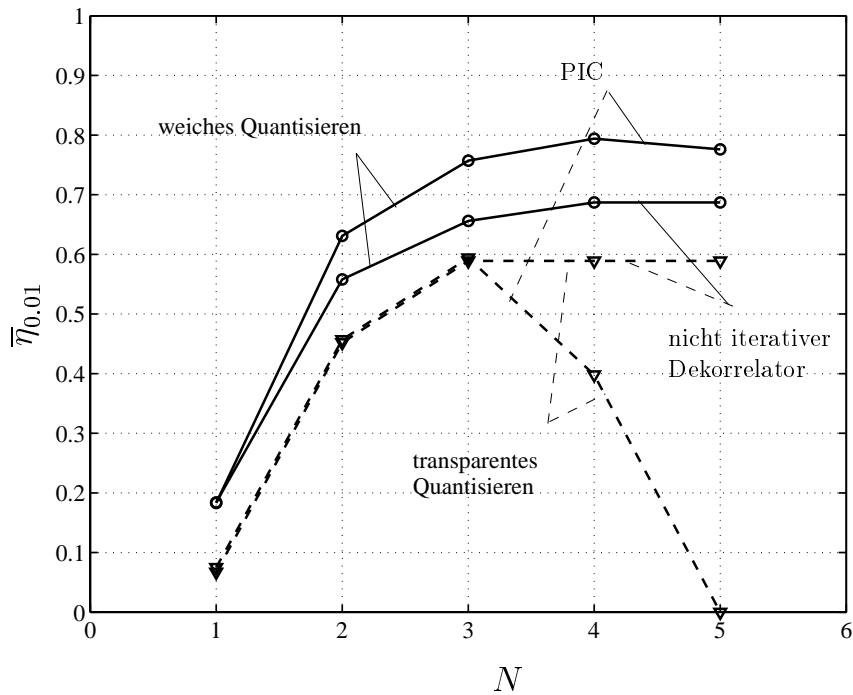 1
0.9
0.8
0.7
0.6
0.5
0.4
0.3
0.2
0.1
0
0 1 2 3 4 5 6
η̅0.01
N
PIC
weiches Quantisieren
nicht iterativer
Dekorrelator
transparentes
Quantisieren